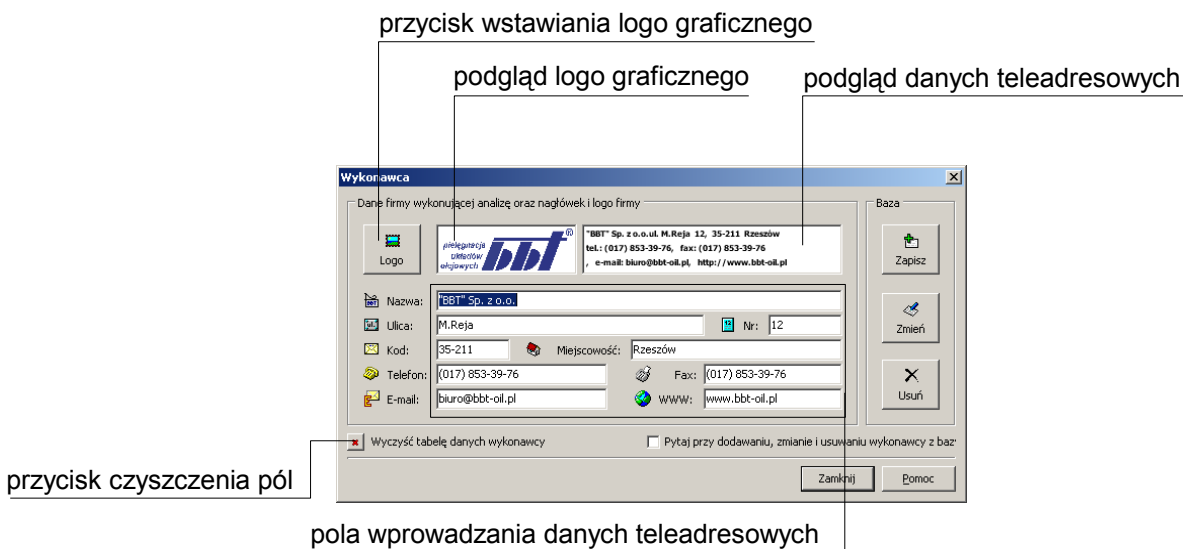 przycisk wstawiania logo graficznego
podgląd logo graficznego
podgląd danych teleadresowych
Wykonawca
Dane firmy wykonującej analizę oraz nagłówek i logo firmy
Baza
Logo
pielęgnacja
układów
olejowych
bbt®
"BBT" Sp. z o.o.ul. M.Reja 12, 35-211 Rzeszów
tel.: (017) 853-39-76, fax: (017) 853-39-76
, e-mail: biuro@bbt-oil.pl, http://www.bbt-oil.pl
Zapisz
Nazwa: "BBT" Sp. z o.o.
Ulica: M.Reja Nr: 12
Zmień
Kod: 35-211 Miejscowość: Rzeszów
Telefon: (017) 853-39-76 Fax: (017) 853-39-76
E-mail: biuro@bbt-oil.pl WWW: www.bbt-oil.pl
Usuń
Wyczyść tabelę danych wykonawcy Pytaj przy dodawaniu, zmianie i usuwaniu wykonawcy z baz
Zamknij Pomoc
przycisk czyszczenia pól
pola wprowadzania danych teleadresowych